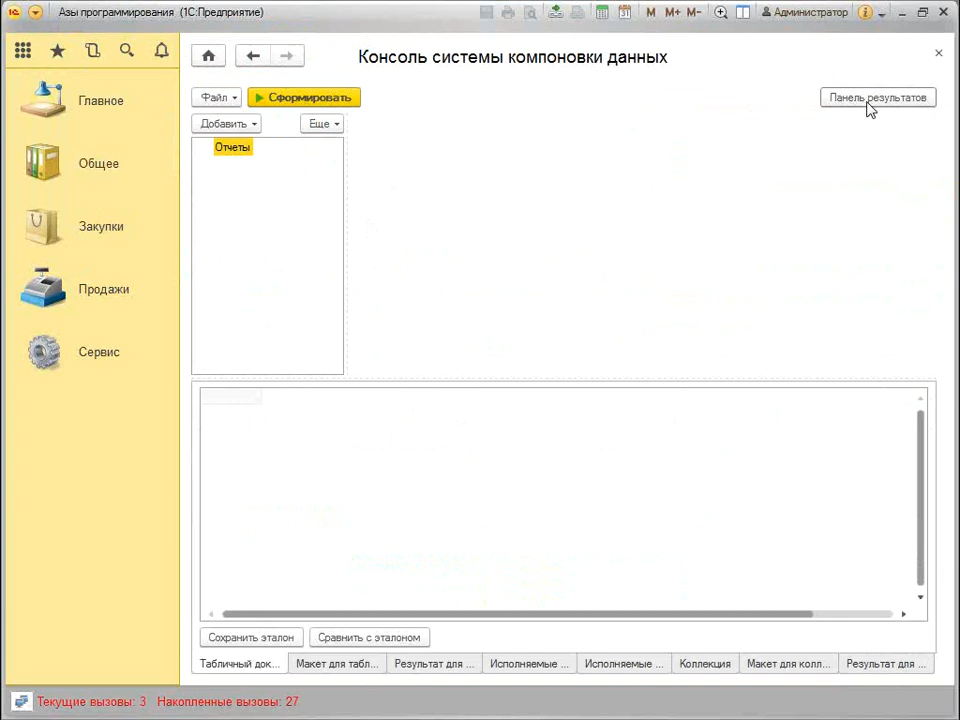 Азы программирования (1С:Предприятие)
M M+ M-
Администратор
Консоль системы компоновки данных
Главное
Общее
Закупки
Продажи
Сервис
Файл
Сформировать
Панель результатов
Добавить
Еще
Отчеты
Сохранить эталон
Сравнить с эталоном
Табличный док...
Макет для табл...
Результат для ...
Исполняемые ...
Исполняемые ...
Коллекция
Макет для колл...
Результат для ...
Текущие вызовы: 3 Накопленные вызовы: 27